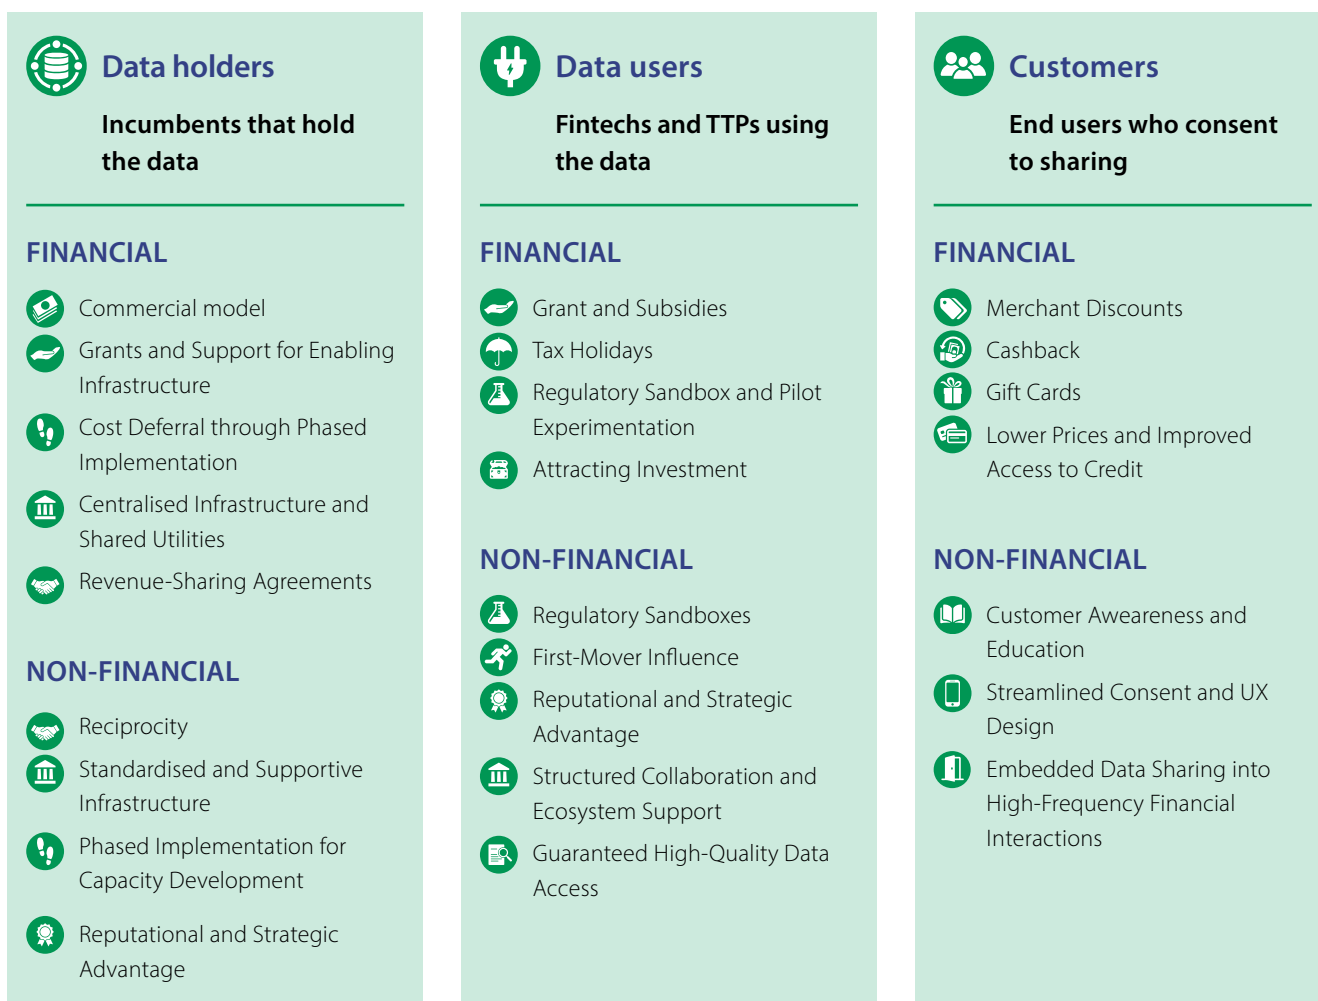 Data holders
Incumbents that hold
the data
FINANCIAL
Commercial model
Grants and Support for Enabling
Infrastructure
Cost Deferral through Phased
Implementation
Centralised Infrastructure and
Shared Utilities
Revenue-Sharing Agreements
NON-FINANCIAL
Reciprocity
Standardised and Supportive
Infrastructure
Phased Implementation for
Capacity Development
Reputational and Strategic
Advantage
Data users
Fintechs and TTPs using
the data
FINANCIAL
Grant and Subsidies
Tax Holidays
Regulatory Sandbox and Pilot
Experimentation
Attracting Investment
NON-FINANCIAL
Regulatory Sandboxes
First-Mover Influence
Reputational and Strategic
Advantage
Structured Collaboration and
Ecosystem Support
Guaranteed High-Quality Data
Access
Customers
End users who consent
to sharing
FINANCIAL
Merchant Discounts
Cashback
Gift Cards
Lower Prices and Improved
Access to Credit
NON-FINANCIAL
Customer Aweareness and
Education
Streamlined Consent and UX
Design
Embedded Data Sharing into
High-Frequency Financial
Interactions